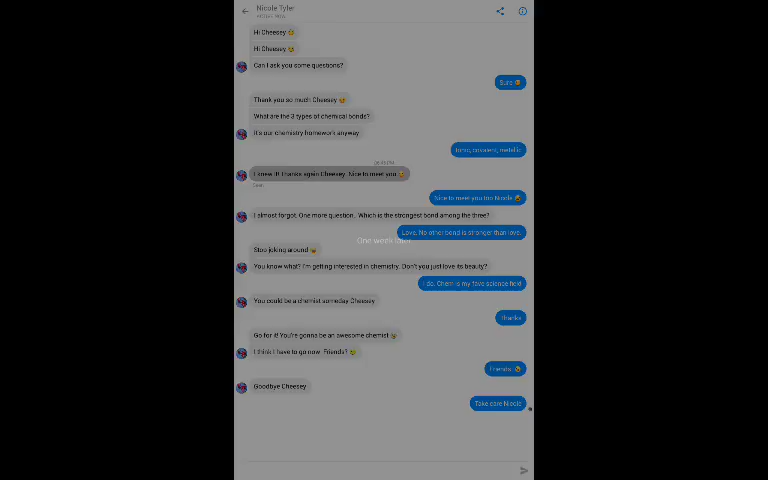 Nicole Tyler
ACTIVE NOW
Hi Cheesey
Hi Cheesey
Can I ask you some questions?
Sure
Thank you so much Cheesey
What are the 3 types of chemical bonds?
It's our chemistry homework anyway
Ionic, covalent, metallic
I knew it! Thanks again Cheesey. Nice to meet you
Seen
Nice to meet you too Nicole
I almost forgot. One more question. Which is the strongest bond among the three?
Love. No other bond is stronger than love.
One week later
Stop joking around
You know what? I'm getting interested in chemistry. Don't you just love its beauty?
I do. Chem is my fave science field
You could be a chemist someday Cheesey
Thanks
Go for it! You're gonna be an awesome chemist
I think I have to go now. Friends?
Friends
Goodbye Cheesey
Take care Nicole